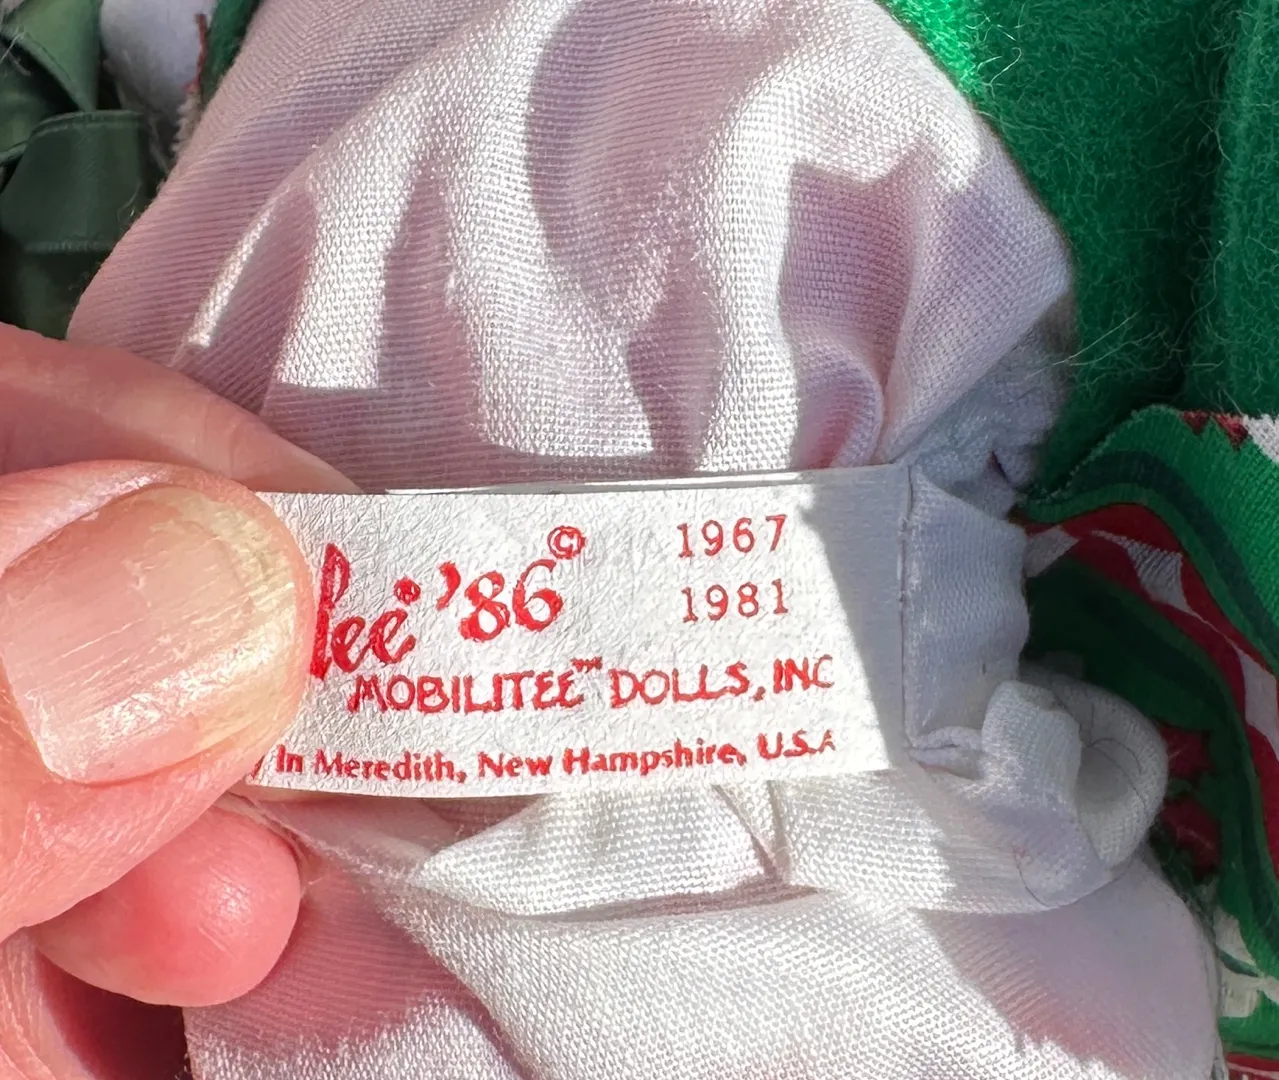 lee '86 © 1967
1981
MOBILITEE™ DOLLS, INC
In Meredith, New Hampshire, U.S.A